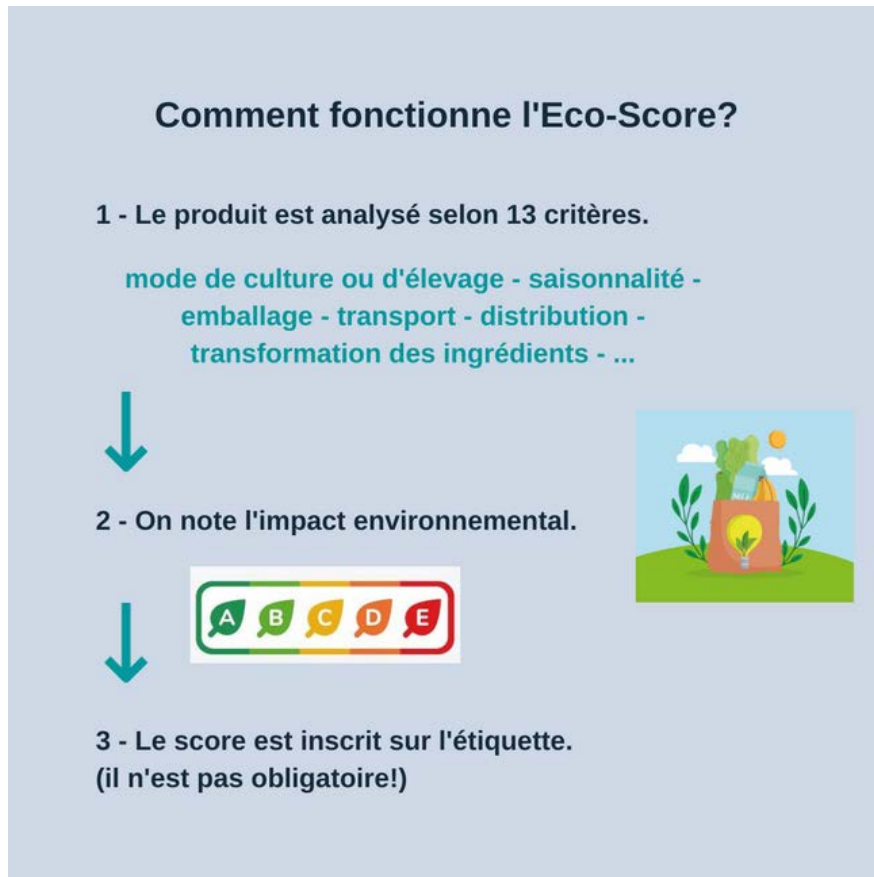 Comment fonctionne l'Eco-Score?
1 - Le produit est analysé selon 13 critères.
mode de culture ou d'élevage - saisonnalité -
emballage - transport - distribution -
transformation des ingrédients - ...
2 - On note l'impact environnemental.
A B C D E
3 - Le score est inscrit sur l'étiquette.
(il n'est pas obligatoire!)